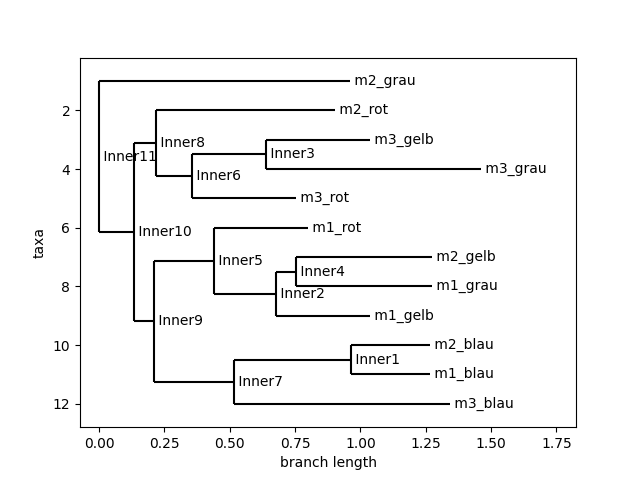 m2_grau
2
m2_rot
m3_gelb
Inner8
Inner3
Inner11
4
m3_grau
Inner6
m3_rot
6
m1_rot
Inner10
taxa
m2_gelb
Inner5
Inner4
8
m1_grau
Inner2
m1_gelb
Inner9
10
m2_blau
Inner1
m1_blau
Inner7
12
m3_blau
0.00 0.25 0.50 0.75 1.00 1.25 1.50 1.75
branch length